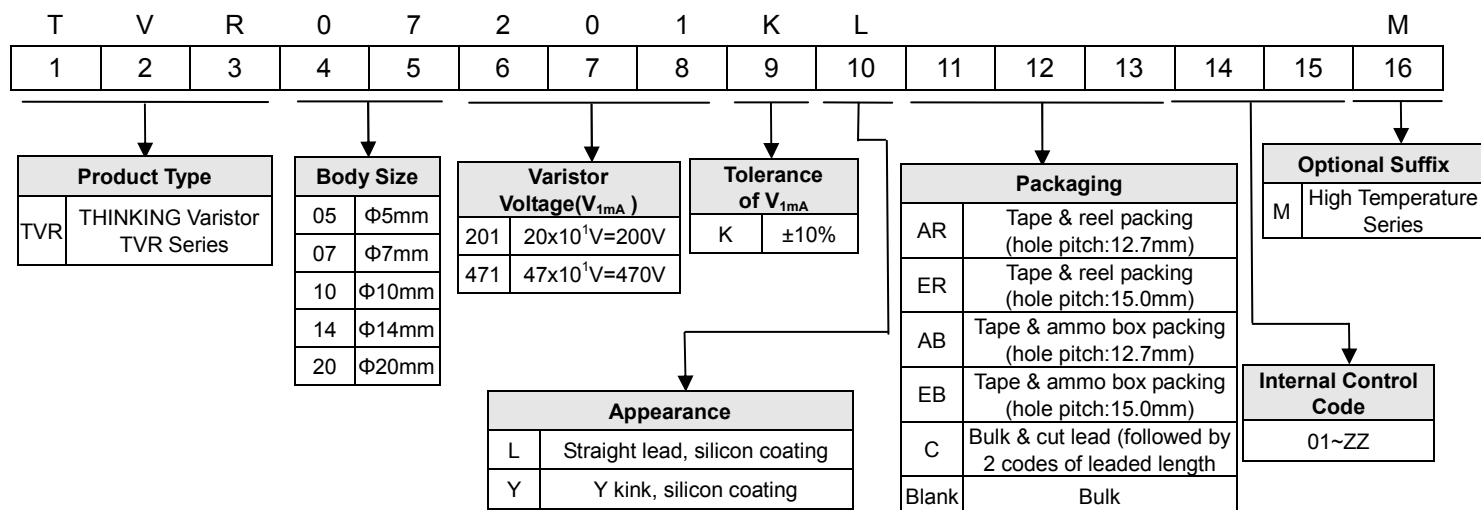 T V R 0 7 2 0 1 K L M
1 2 3 4 5 6 7 8 9 10 11 12 13 14 15 16
Product Type
TVR THINKING Varistor
TVR Series
Body Size
05 Φ5mm
07 Φ7mm
10 Φ10mm
14 Φ14mm
20 Φ20mm
Varistor
Voltage(V1mA )
201 20x10¹V=200V
471 47x10¹V=470V
Tolerance
of V1mA
K ±10%
Appearance
L Straight lead, silicon coating
Y Y kink, silicon coating
Packaging
AR Tape & reel packing
(hole pitch:12.7mm)
ER Tape & reel packing
(hole pitch:15.0mm)
AB Tape & ammo box packing
(hole pitch:12.7mm)
EB Tape & ammo box packing
(hole pitch:15.0mm)
C Bulk & cut lead (followed by
2 codes of leaded length
Blank Bulk
Internal Control
Code
01~ZZ
Optional Suffix
M High Temperature
Series